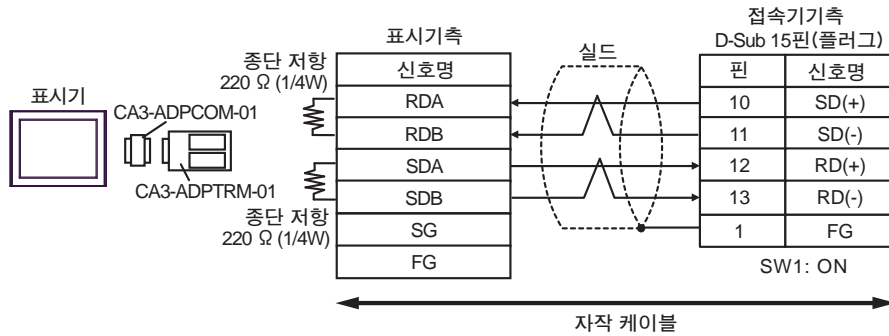 표시기
CA3-ADPCOM-01
CA3-ADPTRM-01
종단 저항
220 Ω (1/4W)
종단 저항
220 Ω (1/4W)
표시기측
신호명
RDA
RDB
SDA
SDB
SG
FG
실드
접속기기측
D-Sub 15핀(플러그)
핀 신호명
10 SD(+)
11 SD(-)
12 RD(+)
13 RD(-)
1 FG
SW1: ON
자작 케이블